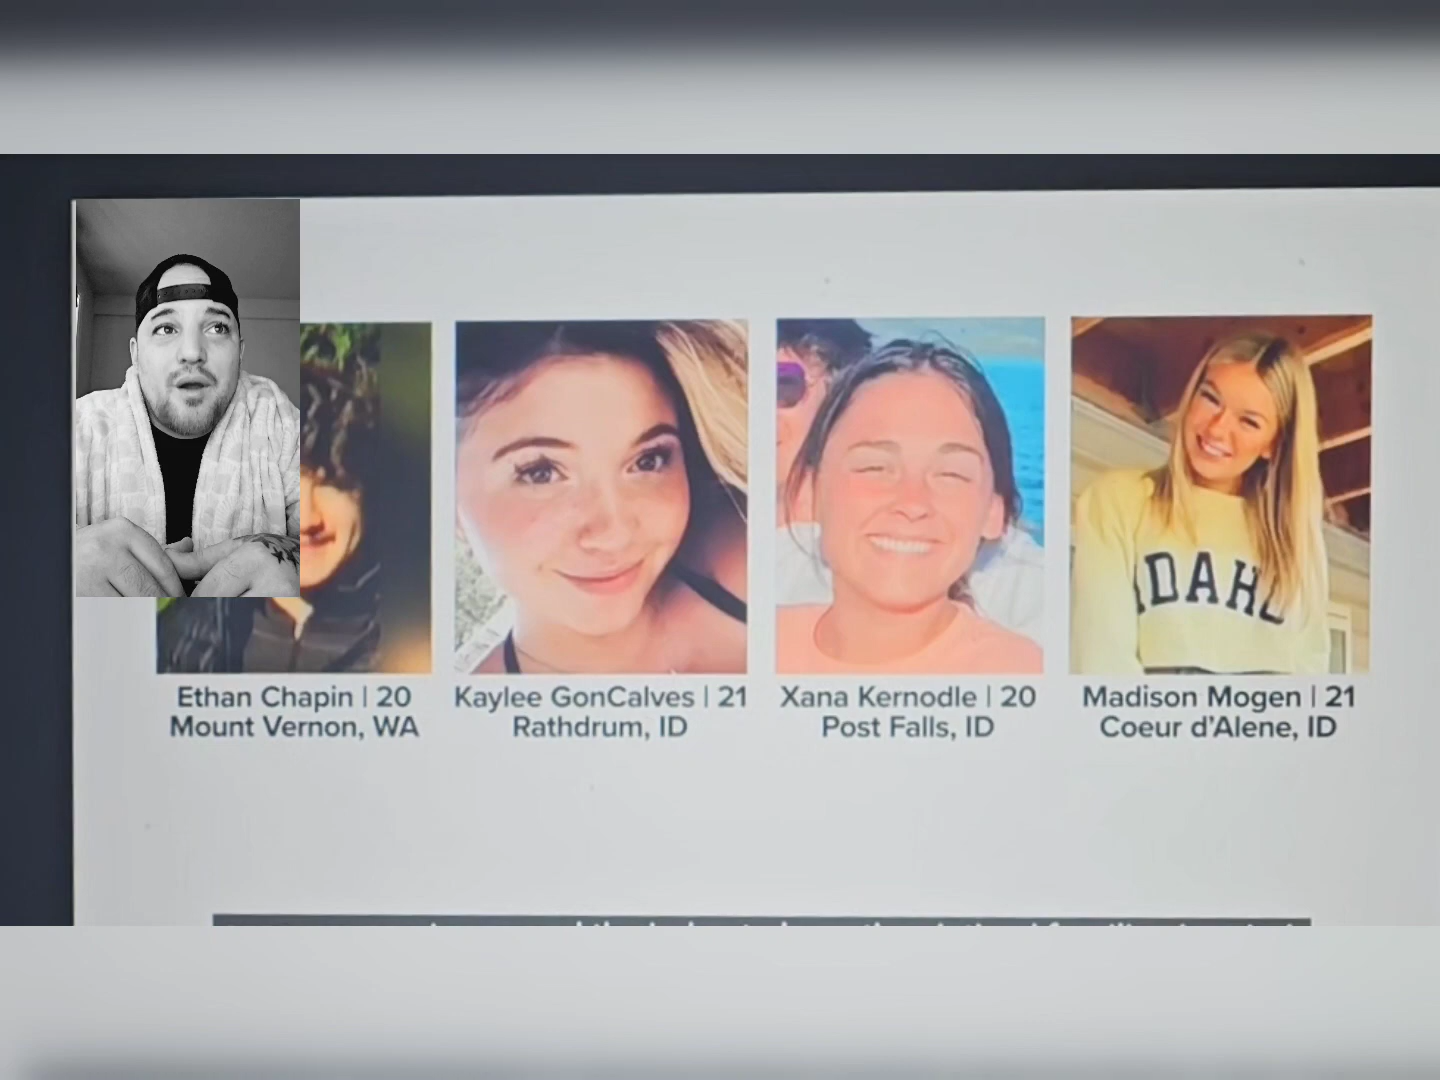 IDAHO
Ethan Chapin | 20
Mount Vernon, WA
Kaylee GonCalves | 21
Rathdrum, ID
Xana Kernodle | 20
Post Falls, ID
Madison Mogen | 21
Coeur d'Alene, ID